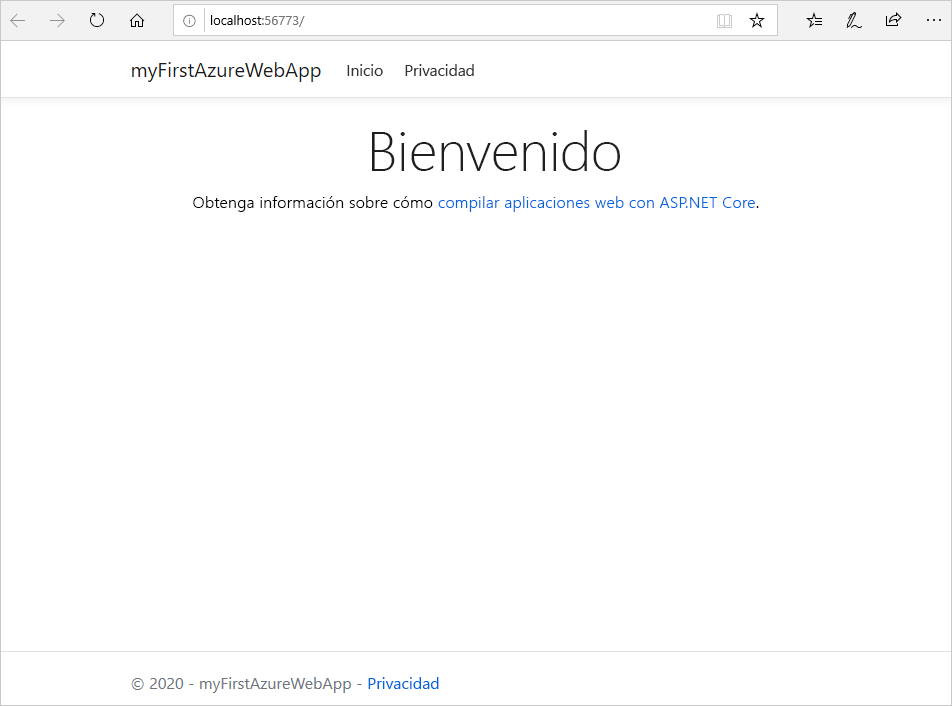 localhost:56773/
myFirstAzureWebApp Inicio Privacidad
Bienvenido
Obtenga información sobre cómo compilar aplicaciones web con ASP.NET Core.
© 2020 - myFirstAzureWebApp - Privacidad